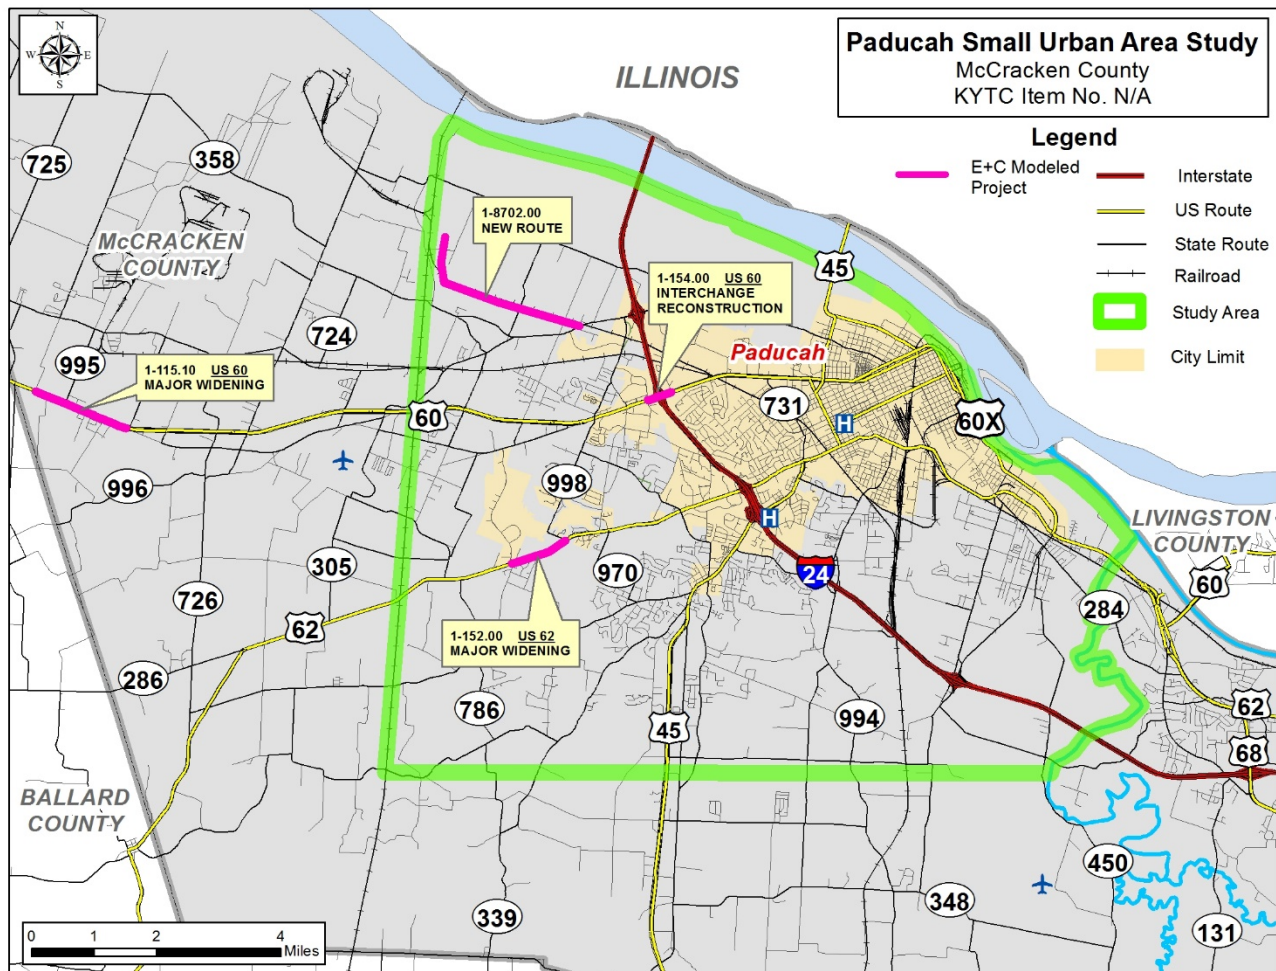 Paducah Small Urban Area Study
McCracken County
KYTC Item No. N/A
Legend
E+C Modeled
Project
Interstate
US Route
State Route
Railroad
Study Area
City Limit
N
W
E
S
ILLINOIS
725
358
McCRACKEN
COUNTY
1-8702.00
NEW ROUTE
1-154.00 US 60
INTERCHANGE
RECONSTRUCTION
45
724
995
1-115.10 US 60
MAJOR WIDENING
Paducah
731
60
60X
H
996
998
H
LIVINGSTON
COUNTY
305
970
24
60
726
284
62
1-152.00 US 62
MAJOR WIDENING
286
786
45
994
62
68
BALLARD
COUNTY
450
339
348
131
0
1
2
4
Miles